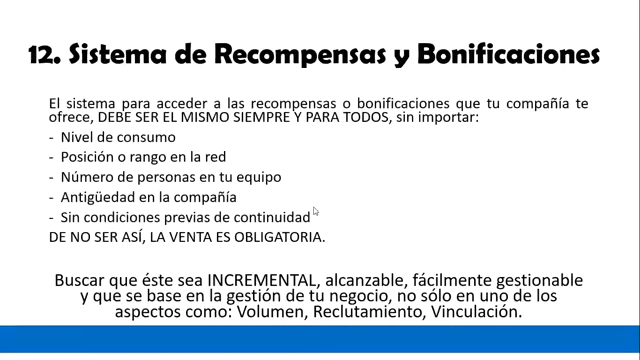 12. Sistema de Recompensas y Bonificaciones
El sistema para acceder a las recompensas o bonificaciones que tu compañía te
ofrece, DEBE SER EL MISMO SIEMPRE Y PARA TODOS, sin importar:
- Nivel de consumo
- Posición o rango en la red
- Número de personas en tu equipo
- Antigüedad en la compañía
- Sin condiciones previas de continuidad
DE NO SER ASÍ, LA VENTA ES OBLIGATORIA.
Buscar que éste sea INCREMENTAL, alcanzable, fácilmente gestionable
y que se base en la gestión de tu negocio, no sólo en uno de los
aspectos como: Volumen, Reclutamiento, Vinculación.